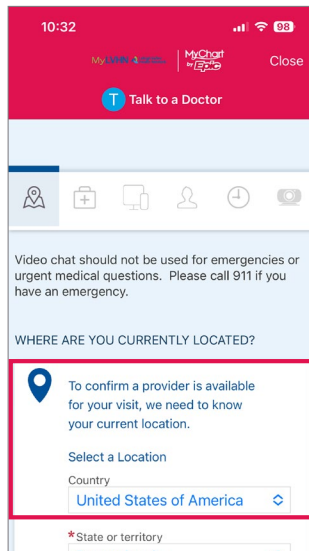 10:32
98
MyLVHN
MyChart
by Epic
Close
T Talk to a Doctor
Video chat should not be used for emergencies or
urgent medical questions. Please call 911 if you
have an emergency.
WHERE ARE YOU CURRENTLY LOCATED?
To confirm a provider is available
for your visit, we need to know
your current location.
Select a Location
Country
United States of America
*State or territory